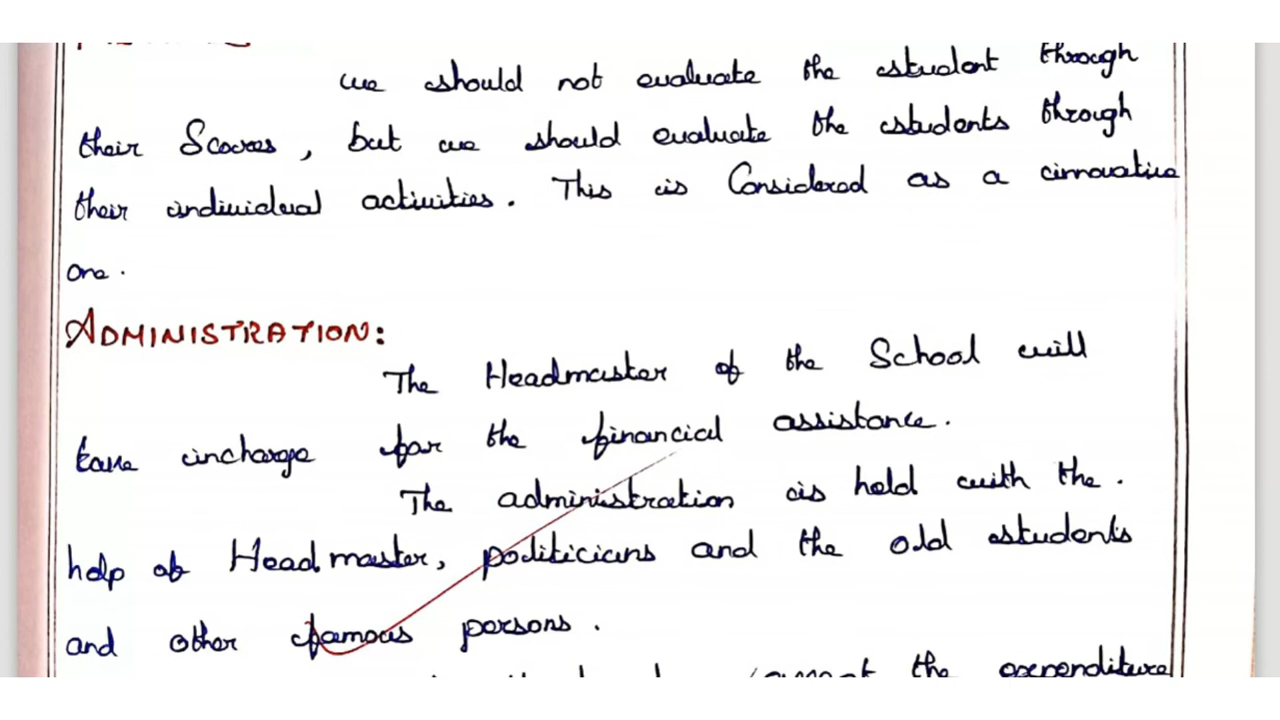 we should not evaluate the student through
their Scores, but we should evaluate the students through
their individual activities. This is Considered as a innovative
one.
ADMINISTRATION:
The Headmaster of the School will
take incharge for the financial assistance.
The administration is held with the.
help of Headmaster, politicians and the old students
and other famous persons.
the expenditure